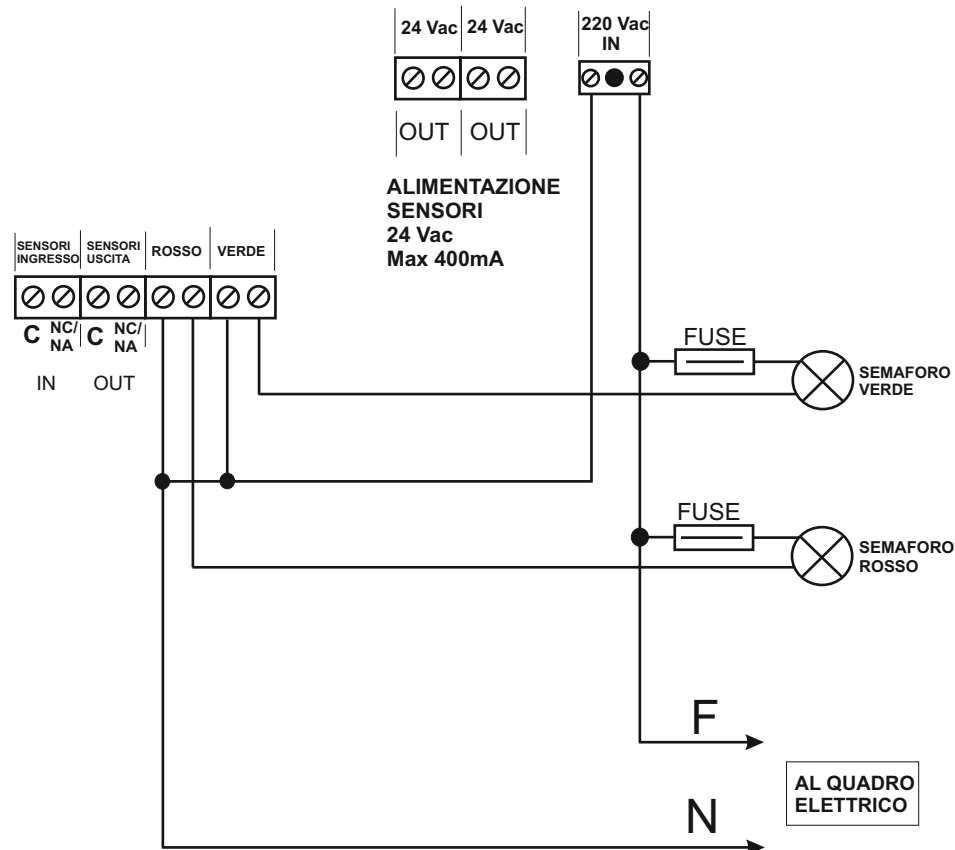 24 Vac 24 Vac
220 Vac
IN
OUT OUT
ALIMENTAZIONE
SENSORI
24 Vac
Max 400mA
SENSORI
INGRESSO
SENSORI
USCITA
ROSSO
VERDE
C NC/
NA
C NC/
NA
IN
OUT
FUSE
SEMAFORO
VERDE
FUSE
SEMAFORO
ROSSO
F
AL QUADRO
ELETTRICO
N